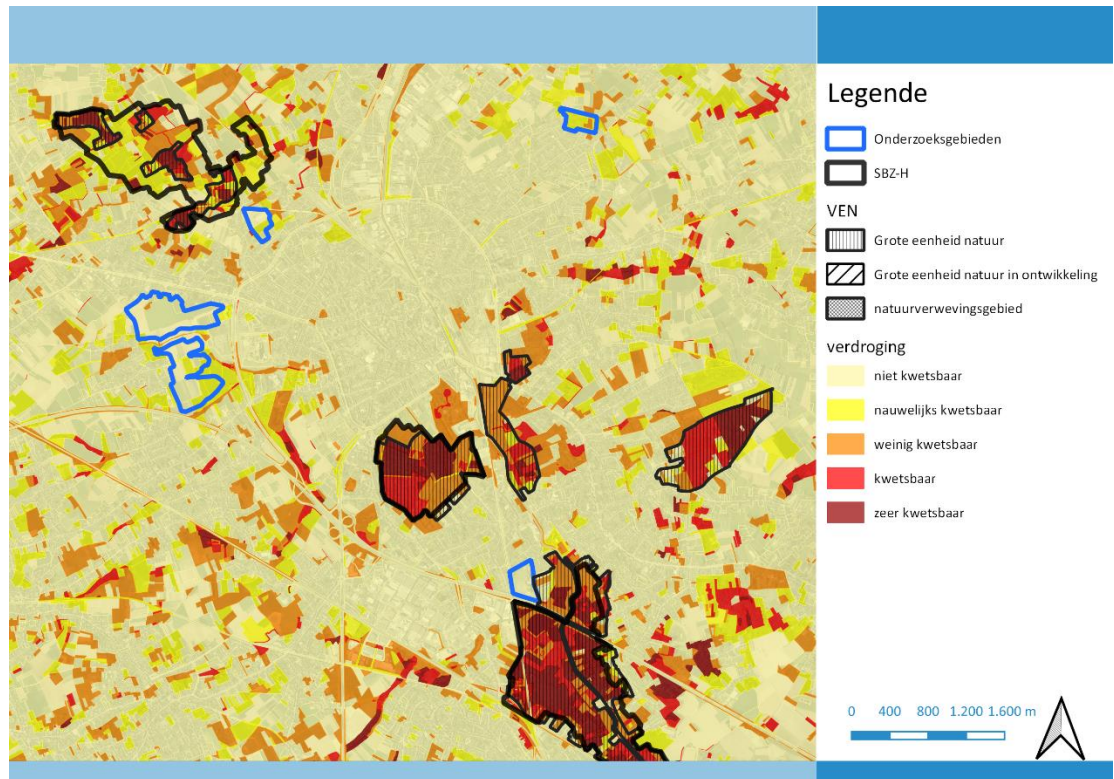 Legende
Onderzoeksgebieden
SBZ-H
VEN
Grote eenheid natuur
Grote eenheid natuur in ontwikkeling
natuurverwevingsgebied
verdroging
niet kwetsbaar
nauwelijks kwetsbaar
weinig kwetsbaar
kwetsbaar
zeer kwetsbaar
0 400 800 1.200 1.600 m